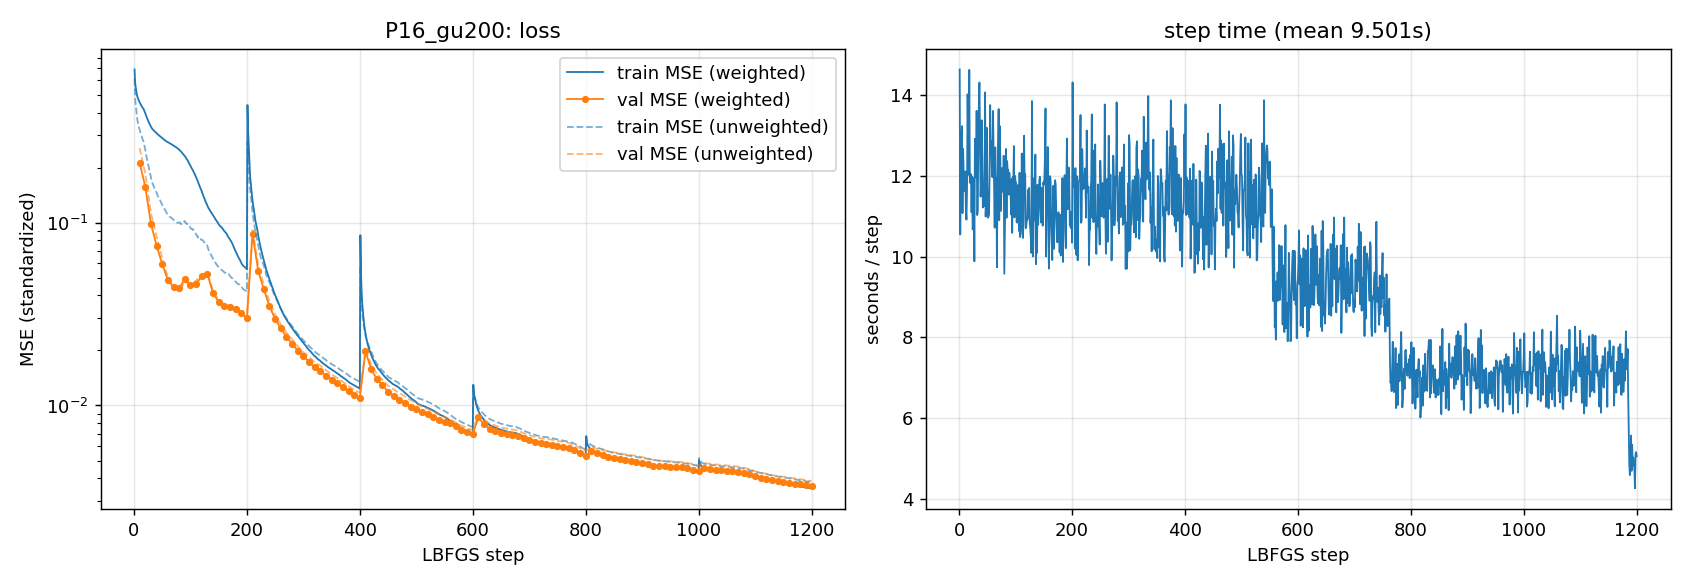 P16_gu200: loss
train MSE (weighted)
val MSE (weighted)
train MSE (unweighted)
val MSE (unweighted)
MSE (standardized)
10⁻¹
10⁻²
0 200 400 600 800 1000 1200
LBFGS step
step time (mean 9.501s)
seconds / step
14
12
10
8
6
4
0 200 400 600 800 1000 1200
LBFGS step